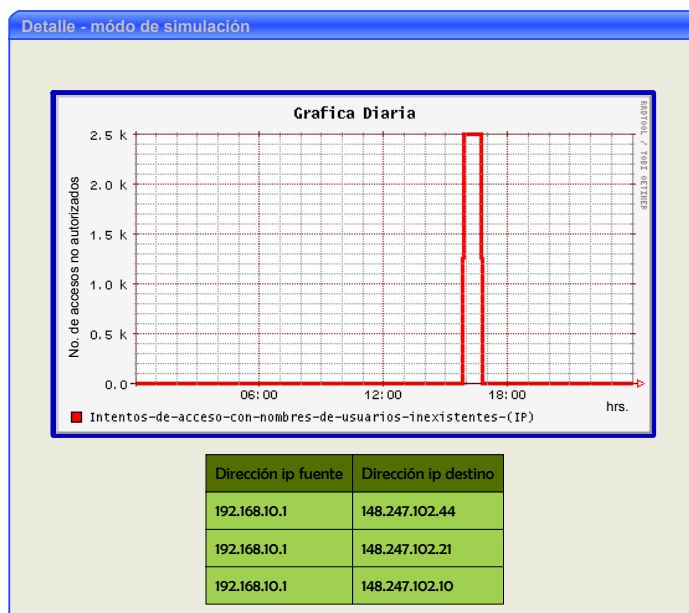 Detalle - módo de simulación
Grafica Diaria
RRDTOOL / TOBI OETIKER
No. de accesos no autorizados
2.5 k
2.0 k
1.5 k
1.0 k
0.5 k
0.0
06:00 12:00 18:00
hrs.
Intentos-de-acceso-con-nombres-de-usuarios-inexistentes-(IP)
Dirección ip fuente Dirección ip destino
192.168.10.1 148.247.102.44
192.168.10.1 148.247.102.21
192.168.10.1 148.247.102.10